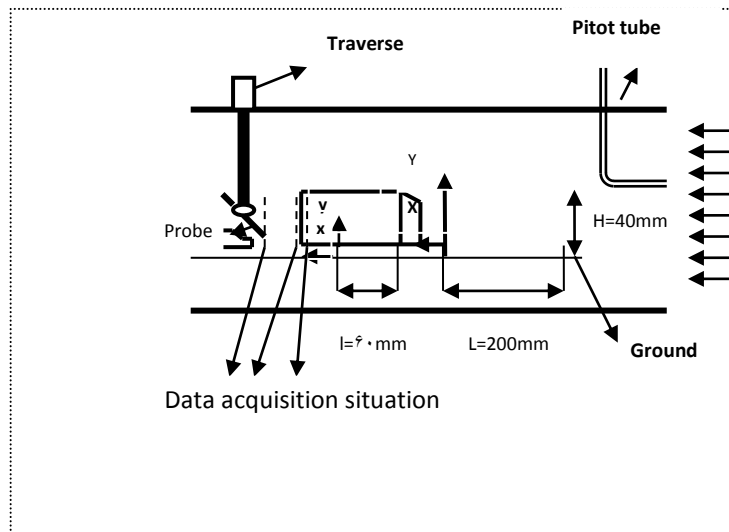 Pitot tube
Traverse
Y
y
X
x
Probe
H=40mm
l=۶۰mm
L=200mm
Ground
Data acquisition situation